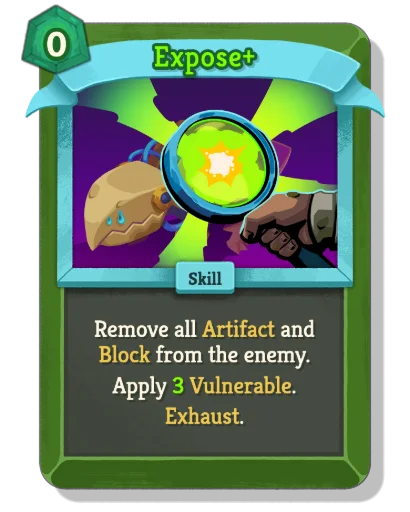 0
Expose+
Skill
Remove all Artifact and
Block from the enemy.
Apply 3 Vulnerable.
Exhaust.